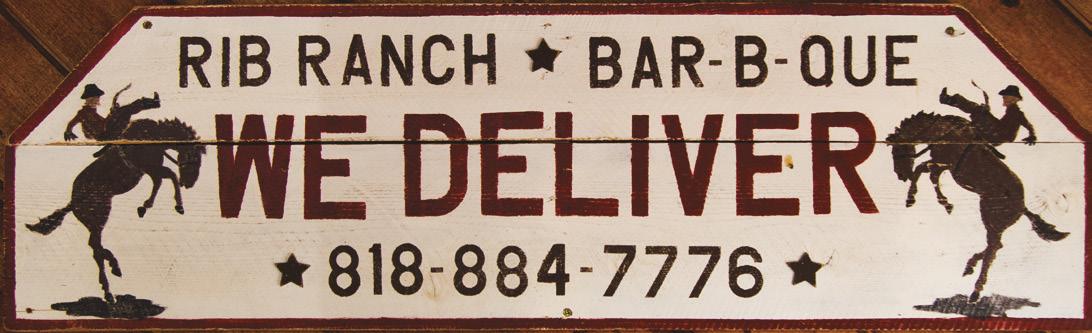 RIB RANCH ★ BAR-B-QUE
WE DELIVER
★ 818-884-7776 ★